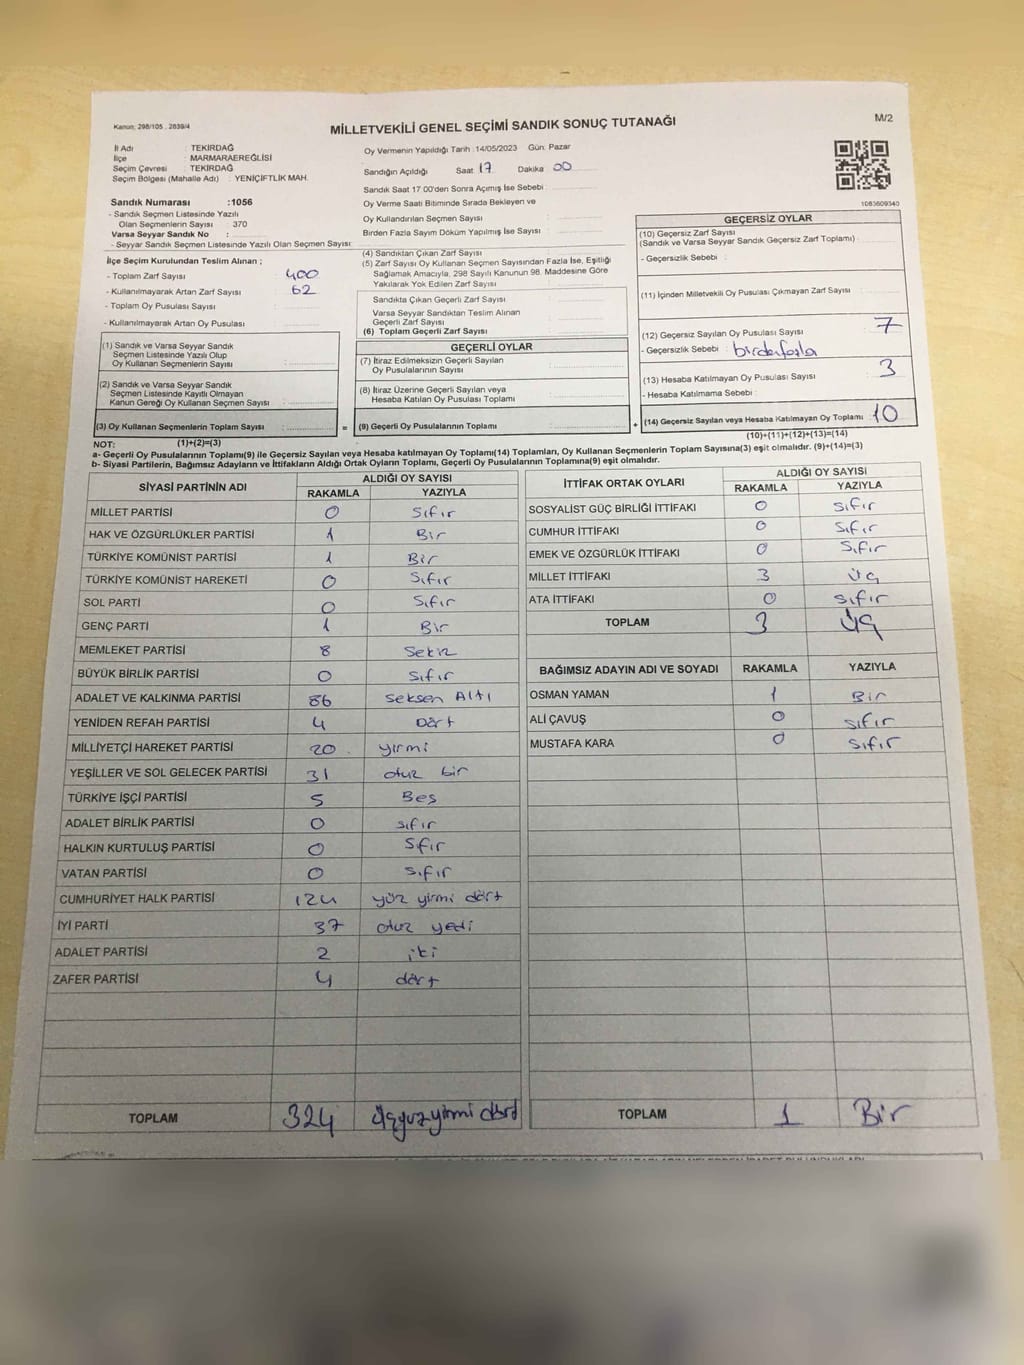 Kanun; 298/105 , 2839/4
MİLLETVEKİLİ GENEL SEÇİMİ SANDIK SONUÇ TUTANAĞI
M/2
İl Adı : TEKİRDAĞ
İlçe : MARMARAEREĞLİSİ
Seçim Çevresi : TEKİRDAĞ
Seçim Bölgesi (Mahalle Adı) : YENİÇİFTLİK MAH.
Sandık Numarası :1056
- Sandık Seçmen Listesinde Yazılı
Olan Seçmenlerin Sayısı : 370
Varsa Seyyar Sandık No :
- Seyyar Sandık Seçmen Listesinde Yazılı Olan Seçmen Sayısı:
İlçe Seçim Kurulundan Teslim Alınan ;
- Toplam Zarf Sayısı 400
- Kullanılmayarak Artan Zarf Sayısı : 62
- Toplam Oy Pusulası Sayısı :
- Kullanılmayarak Artan Oy Pusulası :
(1) Sandık ve Varsa Seyyar Sandık
Seçmen Listesinde Yazılı Olup
Oy Kullanan Seçmenlerin Sayısı :
(2) Sandık ve Varsa Seyyar Sandık
Seçmen Listesinde Kayıtlı Olmayan
Kanun Gereği Oy Kullanan Seçmen Sayısı :
(3) Oy Kullanan Seçmenlerin Toplam Sayısı :
(1)+(2)=(3)
Oy Vermenin Yapıldığı Tarih :14/05/2023 Gün: Pazar
Sandığın Açıldığı Saat 17 Dakika 00
Sandık Saat 17:00'den Sonra Açımış İse Sebebi :
Oy Verme Saati Bitiminde Sırada Bekleyen ve
Oy Kullandırılan Seçmen Sayısı :
Birden Fazla Sayım Döküm Yapılmış İse Sayısı :
(4) Sandıktan Çıkan Zarf Sayısı :
(5) Zarf Sayısı Oy Kullanan Seçmen Sayısından Fazla İse, Eşitliği
Sağlamak Amacıyla, 298 Sayılı Kanunun 98. Maddesine Göre
Yakılarak Yok Edilen Zarf Sayısı :
Sandıkta Çıkan Geçerli Zarf Sayısı :
Varsa Seyyar Sandıktan Teslim Alınan
Geçerli Zarf Sayısı :
(6) Toplam Geçerli Zarf Sayısı :
GEÇERLİ OYLAR
(7) İtiraz Edilmeksizin Geçerli Sayılan
Oy Pusulalarının Sayısı :
(8) İtiraz Üzerine Geçerli Sayılan veya
Hesaba Katılan Oy Pusulası Toplamı :
= (9) Geçerli Oy Pusulalarının Toplamı :
1083609340
GEÇERSİZ OYLAR
(10) Geçersiz Zarf Sayısı
(Sandık ve Varsa Seyyar Sandık Geçersiz Zarf Toplamı) :
- Geçersizlik Sebebi :
(11) İçinden Milletvekili Oy Pusulası Çıkmayan Zarf Sayısı :
(12) Geçersiz Sayılan Oy Pusulası Sayısı : 7
- Geçersizlik Sebebi : birdenfazla
(13) Hesaba Katılmayan Oy Pusulası Sayısı : 3
- Hesaba Katılmama Sebebi :
+ (14) Geçersiz Sayılan veya Hesaba Katılmayan Oy Toplamı : 10
(10)+(11)+(12)+(13)=(14)
NOT:
a- Geçerli Oy Pusulalarının Toplamı(9) ile Geçersiz Sayılan veya Hesaba katılmayan Oy Toplamı(14) Toplamları, Oy Kullanan Seçmenlerin Toplam Sayısına(3) eşit olmalıdır. (9)+(14)=(3)
b- Siyasi Partilerin, Bağımsız Adayların ve İttifakların Aldığı Ortak Oyların Toplamı, Geçerli Oy Pusulalarının Toplamına(9) eşit olmalıdır.
SİYASİ PARTİNİN ADI ALDIĞI OY SAYISI
RAKAMLA YAZIYLA
MİLLET PARTİSİ 0 Sıfır
HAK VE ÖZGÜRLÜKLER PARTİSİ 1 Bir
TÜRKİYE KOMÜNİST PARTİSİ 1 Bir
TÜRKİYE KOMÜNİST HAREKETİ 0 Sıfır
SOL PARTİ 0 Sıfır
GENÇ PARTİ 1 Bir
MEMLEKET PARTİSİ 8 Sekiz
BÜYÜK BİRLİK PARTİSİ 0 Sıfır
ADALET VE KALKINMA PARTİSİ 86 Seksen Altı
YENİDEN REFAH PARTİSİ 4 Dört
MİLLİYETÇİ HAREKET PARTİSİ 20 yirmi
YEŞİLLER VE SOL GELECEK PARTİSİ 31 otuz bir
TÜRKİYE İŞÇİ PARTİSİ 5 Beş
ADALET BİRLİK PARTİSİ 0 sıfır
HALKIN KURTULUŞ PARTİSİ 0 Sfır
VATAN PARTİSİ 0 sıfır
CUMHURİYET HALK PARTİSİ 124 yüz yirmi dört
İYİ PARTİ 37 otuz yedi
ADALET PARTİSİ 2 iki
ZAFER PARTİSİ 4 dört
TOPLAM 324 Üçyüzyirmi dörd
İTTİFAK ORTAK OYLARI ALDIĞI OY SAYISI
RAKAMLA YAZIYLA
SOSYALİST GÜÇ BİRLİĞİ İTTİFAKI 0 Sıfır
CUMHUR İTTİFAKI 0 Sıfır
EMEK VE ÖZGÜRLÜK İTTİFAKI 0 Sıfır
MİLLET İTTİFAKI 3 Üç
ATA İTTİFAKI 0 sıfır
TOPLAM 3 Üç
BAĞIMSIZ ADAYIN ADI VE SOYADI RAKAMLA YAZIYLA
OSMAN YAMAN 1 Bir
ALİ ÇAVUŞ 0 sıfır
MUSTAFA KARA 0 sıfır
TOPLAM 1 Bir